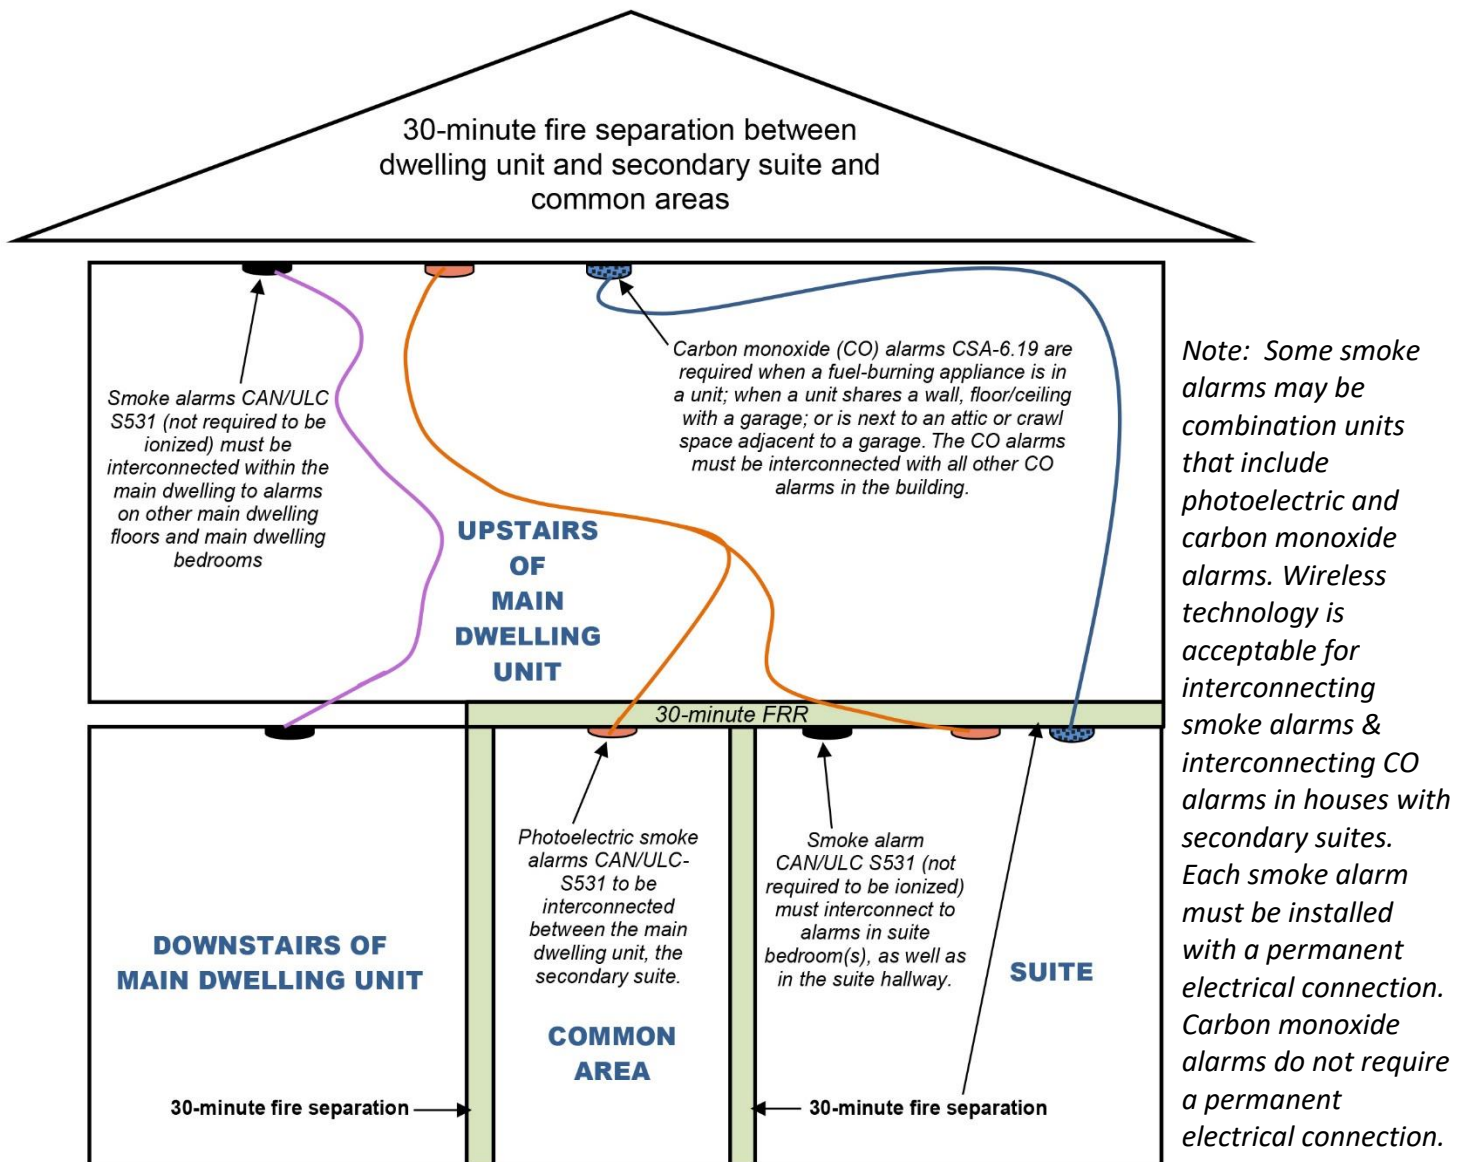 30-minute fire separation between
dwelling unit and secondary suite and
common areas
Smoke alarms CAN/ULC
S531 (not required to be
ionized) must be
interconnected within the
main dwelling to alarms
on other main dwelling
floors and main dwelling
bedrooms
Carbon monoxide (CO) alarms CSA-6.19 are
required when a fuel-burning appliance is in
a unit; when a unit shares a wall, floor/ceiling
with a garage; or is next to an attic or crawl
space adjacent to a garage. The CO alarms
must be interconnected with all other CO
alarms in the building.
UPSTAIRS
OF
MAIN
DWELLING
UNIT
30-minute FRR
DOWNSTAIRS OF
MAIN DWELLING UNIT
Photoelectric smoke
alarms CAN/ULC-
S531 to be
interconnected
between the main
dwelling unit, the
secondary suite.
COMMON
AREA
Smoke alarm
CAN/ULC S531 (not
required to be ionized)
must interconnect to
alarms in suite
bedroom(s), as well as
in the suite hallway.
SUITE
30-minute fire separation
30-minute fire separation
Note:  Some smoke
alarms may be
combination units
that include
photoelectric and
carbon monoxide
alarms. Wireless
technology is
acceptable for
interconnecting
smoke alarms &
interconnecting CO
alarms in houses with
secondary suites.
Each smoke alarm
must be installed
with a permanent
electrical connection.
Carbon monoxide
alarms do not require
a permanent
electrical connection.